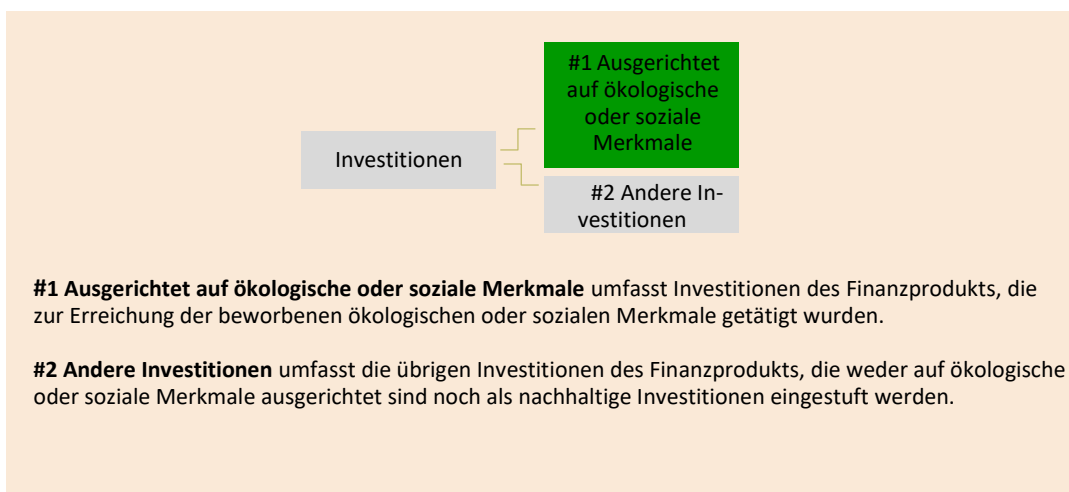 #1 Ausgerichtet
auf ökologische
oder soziale
Merkmale
Investitionen
#2 Andere In-
vestitionen
#1 Ausgerichtet auf ökologische oder soziale Merkmale umfasst Investitionen des Finanzprodukts, die
zur Erreichung der beworbenen ökologischen oder sozialen Merkmale getätigt wurden.
#2 Andere Investitionen umfasst die übrigen Investitionen des Finanzprodukts, die weder auf ökologische
oder soziale Merkmale ausgerichtet sind noch als nachhaltige Investitionen eingestuft werden.